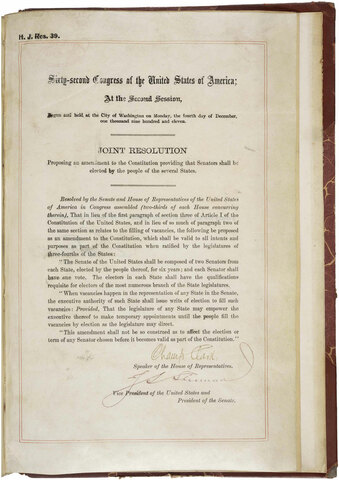 H. J. Res. 39.
Sixty-second Congress of the United States of America;
At the Second Session,
Begun and held at the City of Washington on Monday, the fourth day of December,
one thousand nine hundred and eleven.
JOINT RESOLUTION
Proposing an amendment to the Constitution providing that Senators shall be
elected by the people of the several States.
Resolved by the Senate and House of Representatives of the United States
of America in Congress assembled (two-thirds of each House concurring
therein), That in lieu of the first paragraph of section three of Article I of the
Constitution of the United States, and in lieu of so much of paragraph two of
the same section as relates to the filling of vacancies, the following be proposed
as an amendment to the Constitution, which shall be valid to all intents and
purposes as part of the Constitution when ratified by the legislatures of
three-fourths of the States:
"The Senate of the United States shall be composed of two Senators
from each State, elected by the people thereof, for six years; and each Senator
shall have one vote. The electors in each State shall have the qualifications
requisite for electors of the most numerous branch of the State legislatures.
"When vacancies happen in the representation of any State in the Senate,
the executive authority of such State shall issue writs of election to fill such
vacancies: Provided, That the legislature of any State may empower the
executive thereof to make temporary appointments until the people fill the
vacancies by election as the legislature may direct.
"This amendment shall not be so construed as to affect the election or
term of any Senator chosen before it becomes valid as part of the Constitution."
Champ Clark
Speaker of the House of Representatives.
J. S. Sherman
Vice President of the United States and
President of the Senate.